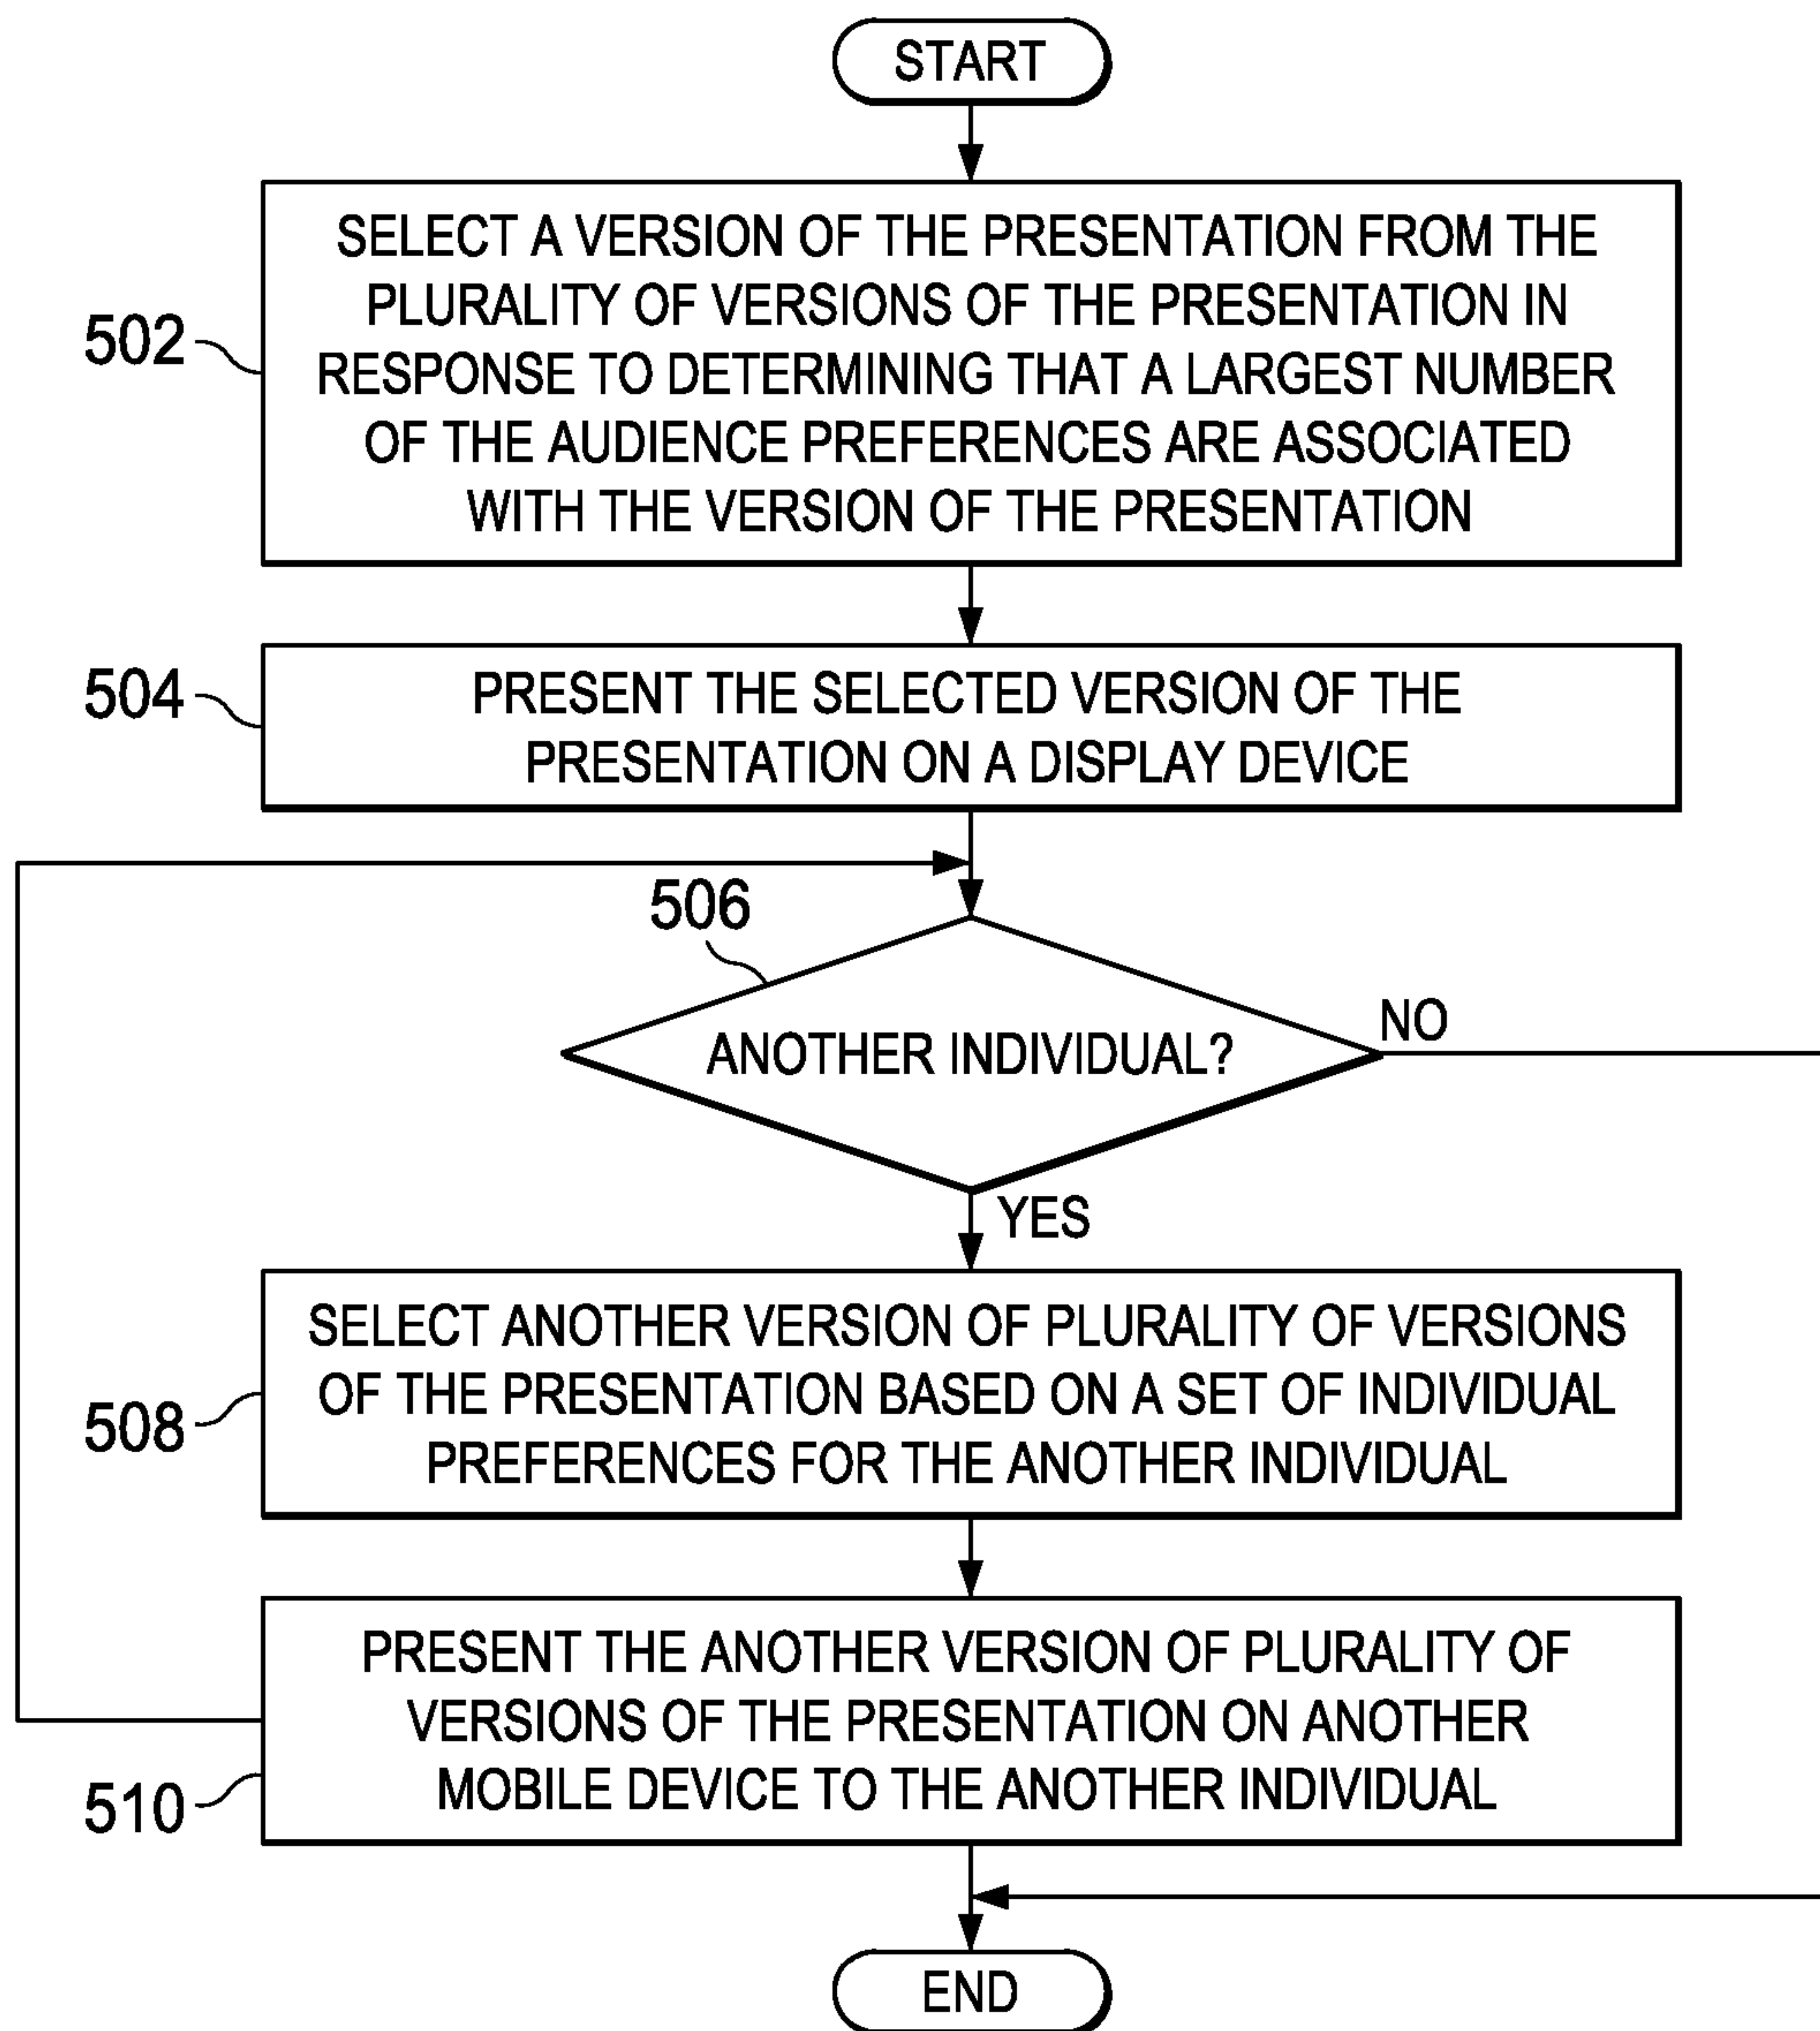 START
SELECT A VERSION OF THE PRESENTATION FROM THE
PLURALITY OF VERSIONS OF THE PRESENTATION IN
RESPONSE TO DETERMINING THAT A LARGEST NUMBER
OF THE AUDIENCE PREFERENCES ARE ASSOCIATED
WITH THE VERSION OF THE PRESENTATION
502
PRESENT THE SELECTED VERSION OF THE
PRESENTATION ON A DISPLAY DEVICE
504
506
ANOTHER INDIVIDUAL?
NO
YES
SELECT ANOTHER VERSION OF PLURALITY OF VERSIONS
OF THE PRESENTATION BASED ON A SET OF INDIVIDUAL
PREFERENCES FOR THE ANOTHER INDIVIDUAL
508
PRESENT THE ANOTHER VERSION OF PLURALITY OF
VERSIONS OF THE PRESENTATION ON ANOTHER
MOBILE DEVICE TO THE ANOTHER INDIVIDUAL
510
END